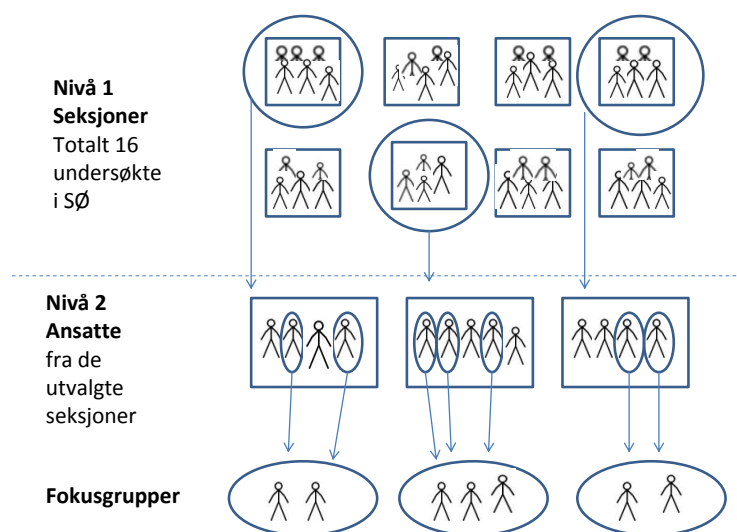 Nivå 1
Seksjoner
Totalt 16
undersøkte
i SØ
Nivå 2
Ansatte
fra de
utvalgte
seksjoner
Fokusgrupper